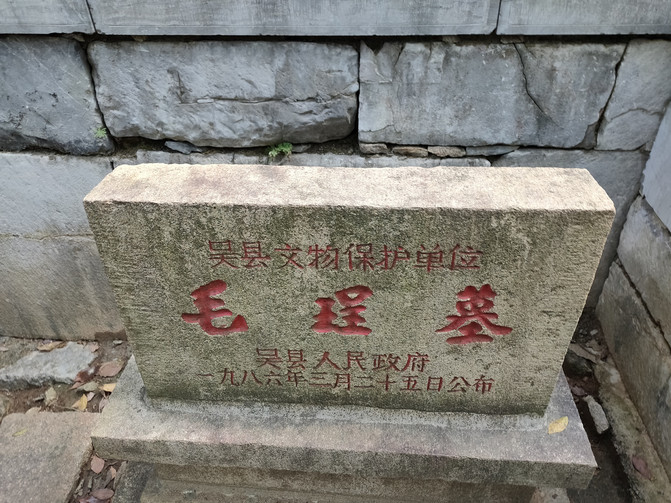 吴县文物保护单位
毛珵墓
吴县人民政府
一九八六年三月二十五日公布